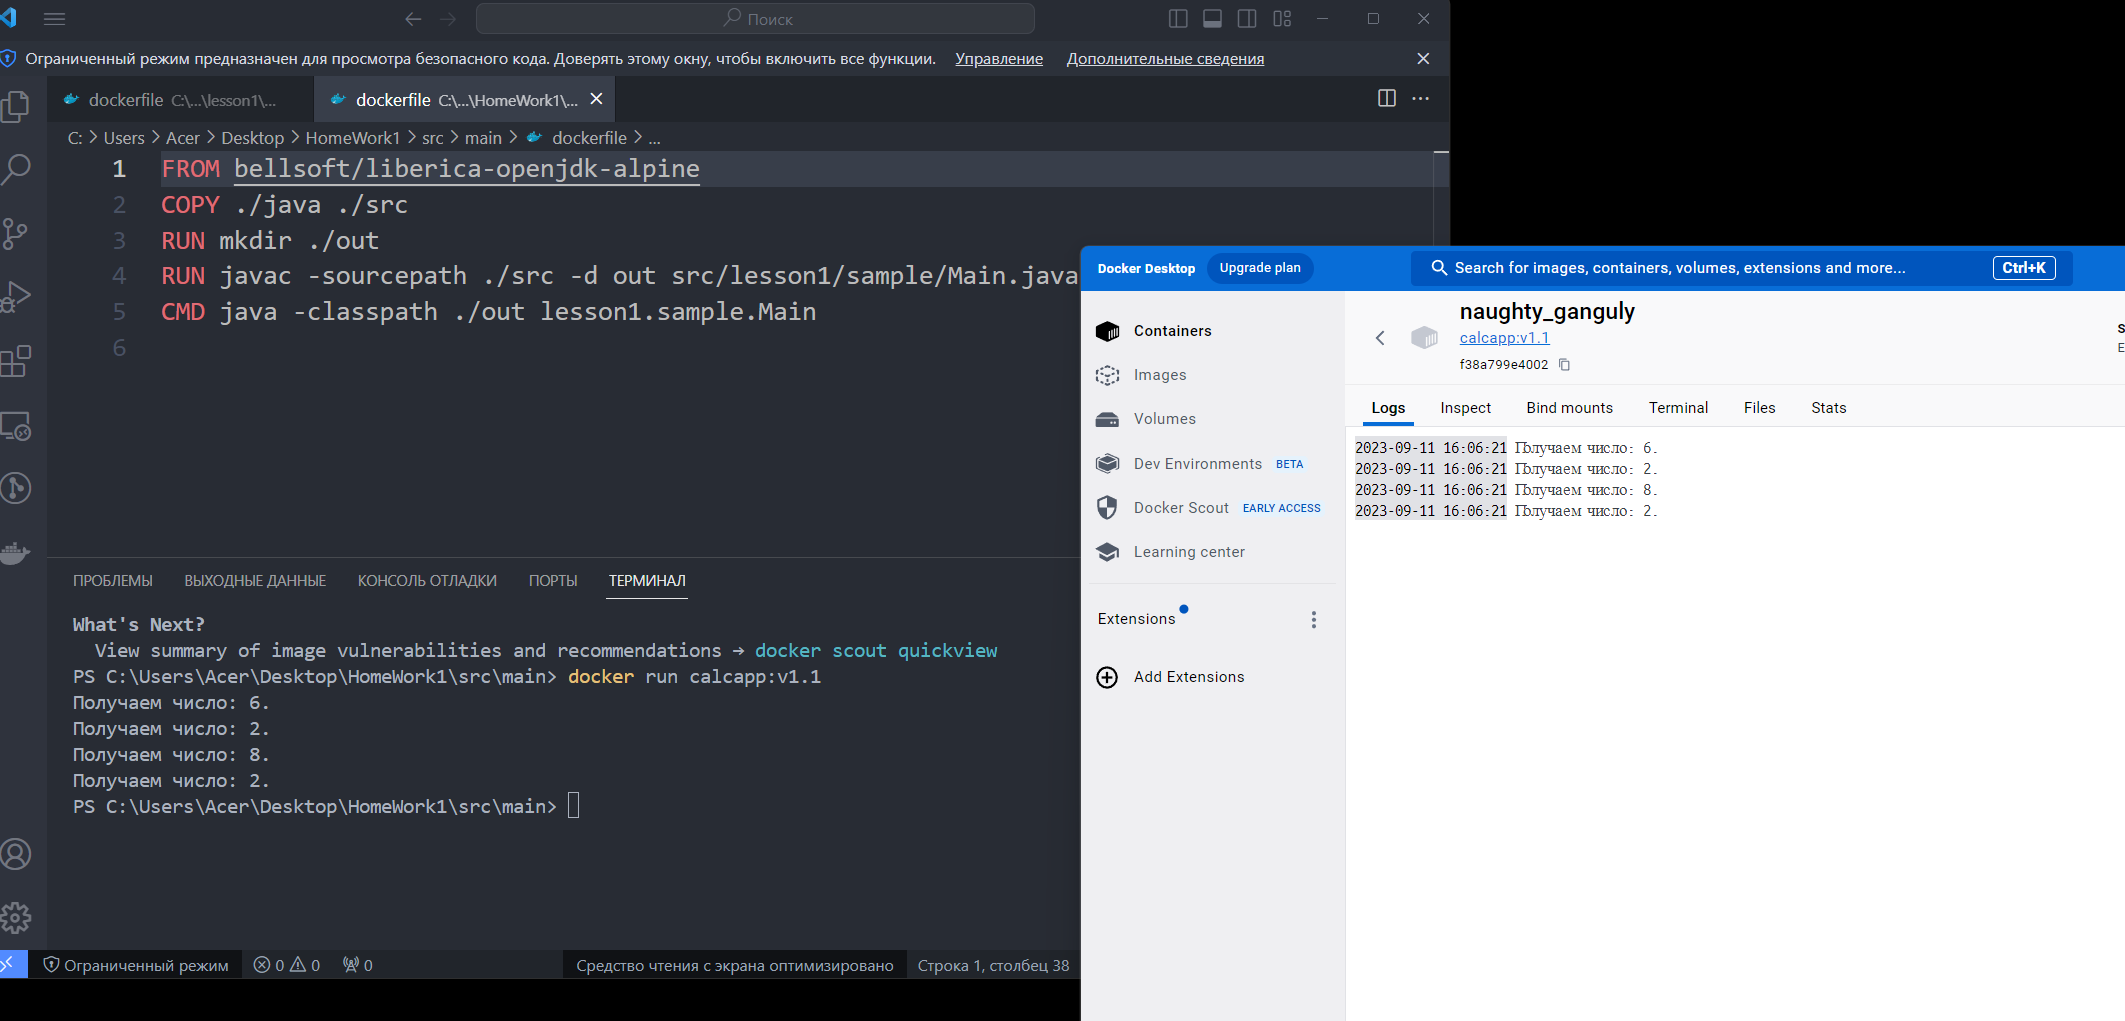 Поиск
Ограниченный режим предназначен для просмотра безопасного кода. Доверять этому окну, чтобы включить все функции. Управление Дополнительные сведения
dockerfile C:\...\lesson1\...
dockerfile C:\...\HomeWork1\...
C: > Users > Acer > Desktop > HomeWork1 > src > main > dockerfile > ...
1 FROM bellsoft/liberica-openjdk-alpine
2 COPY ./java ./src
3 RUN mkdir ./out
4 RUN javac -sourcepath ./src -d out src/lesson1/sample/Main.java
5 CMD java -classpath ./out lesson1.sample.Main
6
ПРОБЛЕМЫ ВЫХОДНЫЕ ДАННЫЕ КОНСОЛЬ ОТЛАДКИ ПОРТЫ ТЕРМИНАЛ
What's Next?
View summary of image vulnerabilities and recommendations → docker scout quickview
PS C:\Users\Acer\Desktop\HomeWork1\src\main> docker run calcapp:v1.1
Получаем число: 6.
Получаем число: 2.
Получаем число: 8.
Получаем число: 2.
PS C:\Users\Acer\Desktop\HomeWork1\src\main>
Ограниченный режим 0 0 0 Средство чтения с экрана оптимизировано Строка 1, столбец 38
Docker Desktop Upgrade plan Search for images, containers, volumes, extensions and more... Ctrl+K
Containers
Images
Volumes
Dev Environments BETA
Docker Scout EARLY ACCESS
Learning center
Extensions
Add Extensions
naughty_ganguly
calcapp:v1.1
f38a799e4002
Logs Inspect Bind mounts Terminal Files Stats
2023-09-11 16:06:21 Получаем число: 6.
2023-09-11 16:06:21 Получаем число: 2.
2023-09-11 16:06:21 Получаем число: 8.
2023-09-11 16:06:21 Получаем число: 2.